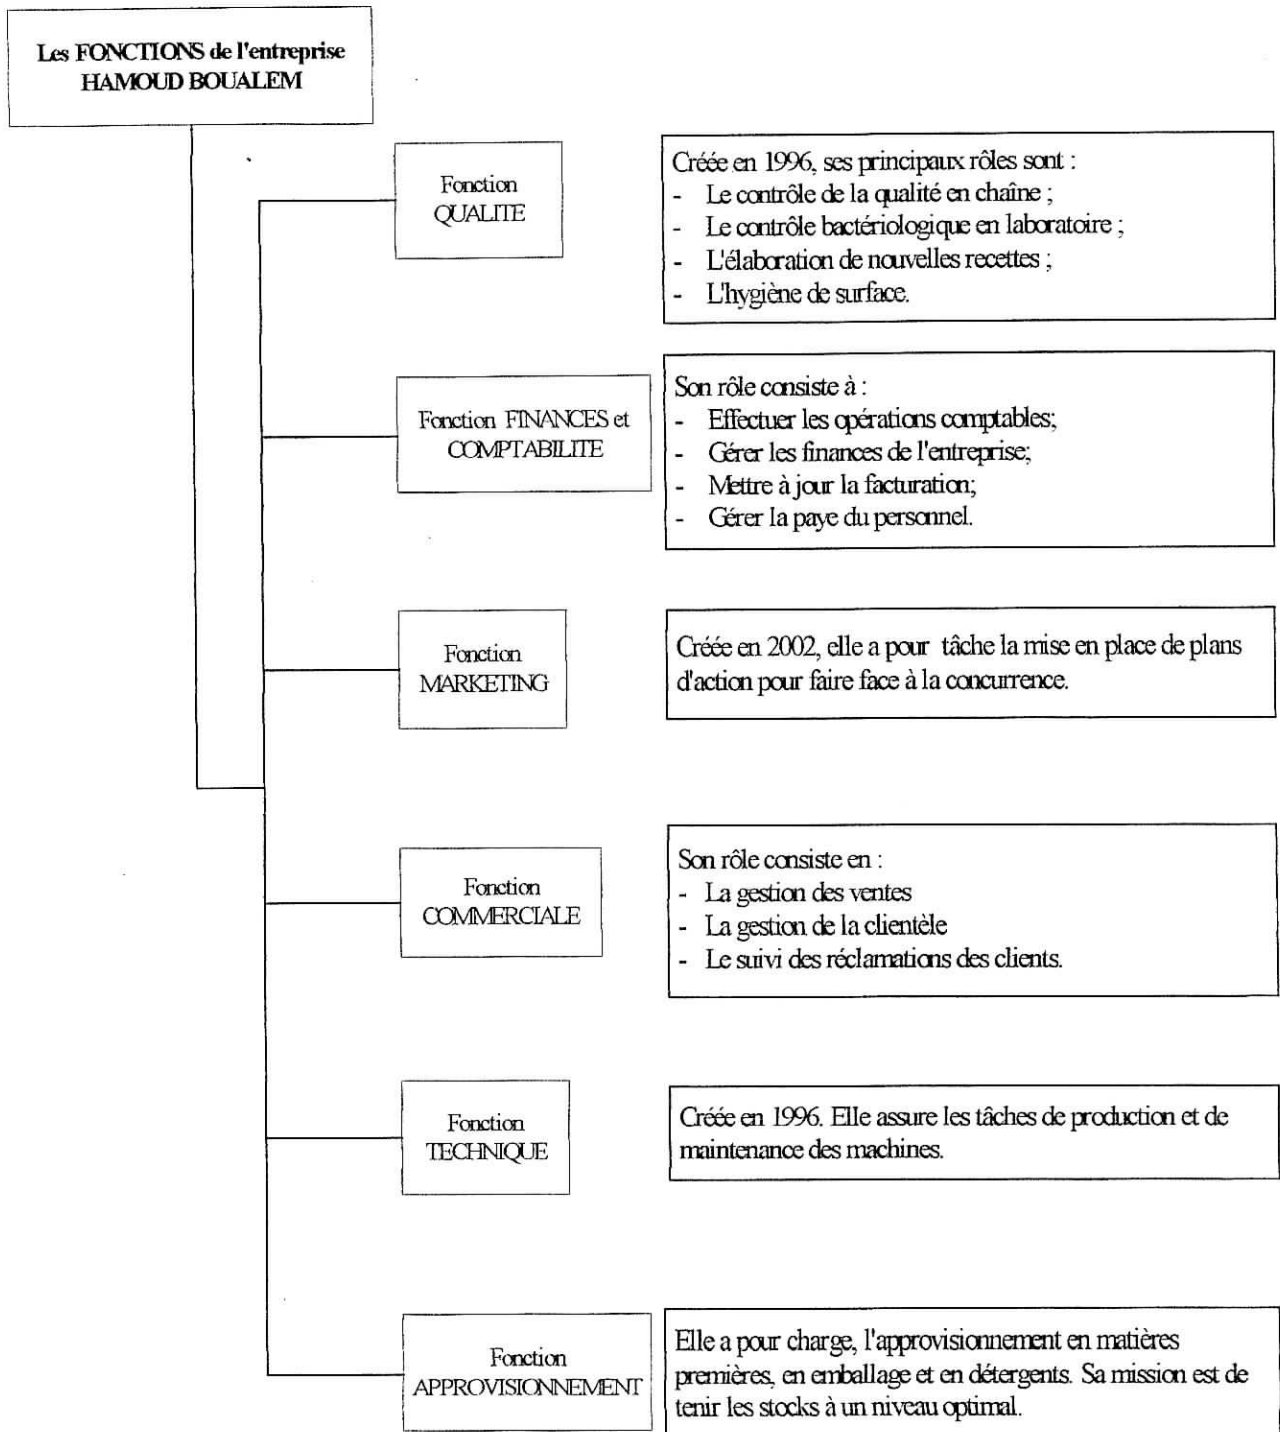 Les FONCTIONS de l'entreprise
HAMOUD BOUALEM
Fonction
QUALITE
Créée en 1996, ses principaux rôles sont :
- Le contrôle de la qualité en chaîne ;
- Le contrôle bactériologique en laboratoire ;
- L'élaboration de nouvelles recettes ;
- L'hygiène de surface.
Fonction FINANCES et
COMPTABILITE
Son rôle consiste à :
- Effectuer les opérations comptables;
- Gérer les finances de l'entreprise;
- Mettre à jour la facturation;
- Gérer la paye du personnel.
Fonction
MARKETING
Créée en 2002, elle a pour tâche la mise en place de plans
d'action pour faire face à la concurrence.
Fonction
COMMERCIALE
Son rôle consiste en :
- La gestion des ventes
- La gestion de la clientèle
- Le suivi des réclamations des clients.
Fonction
TECHNIQUE
Créée en 1996. Elle assure les tâches de production et de
maintenance des machines.
Fonction
APPROVISIONNEMENT
Elle a pour charge, l'approvisionnement en matières
premières, en emballage et en détergents. Sa mission est de
tenir les stocks à un niveau optimal.